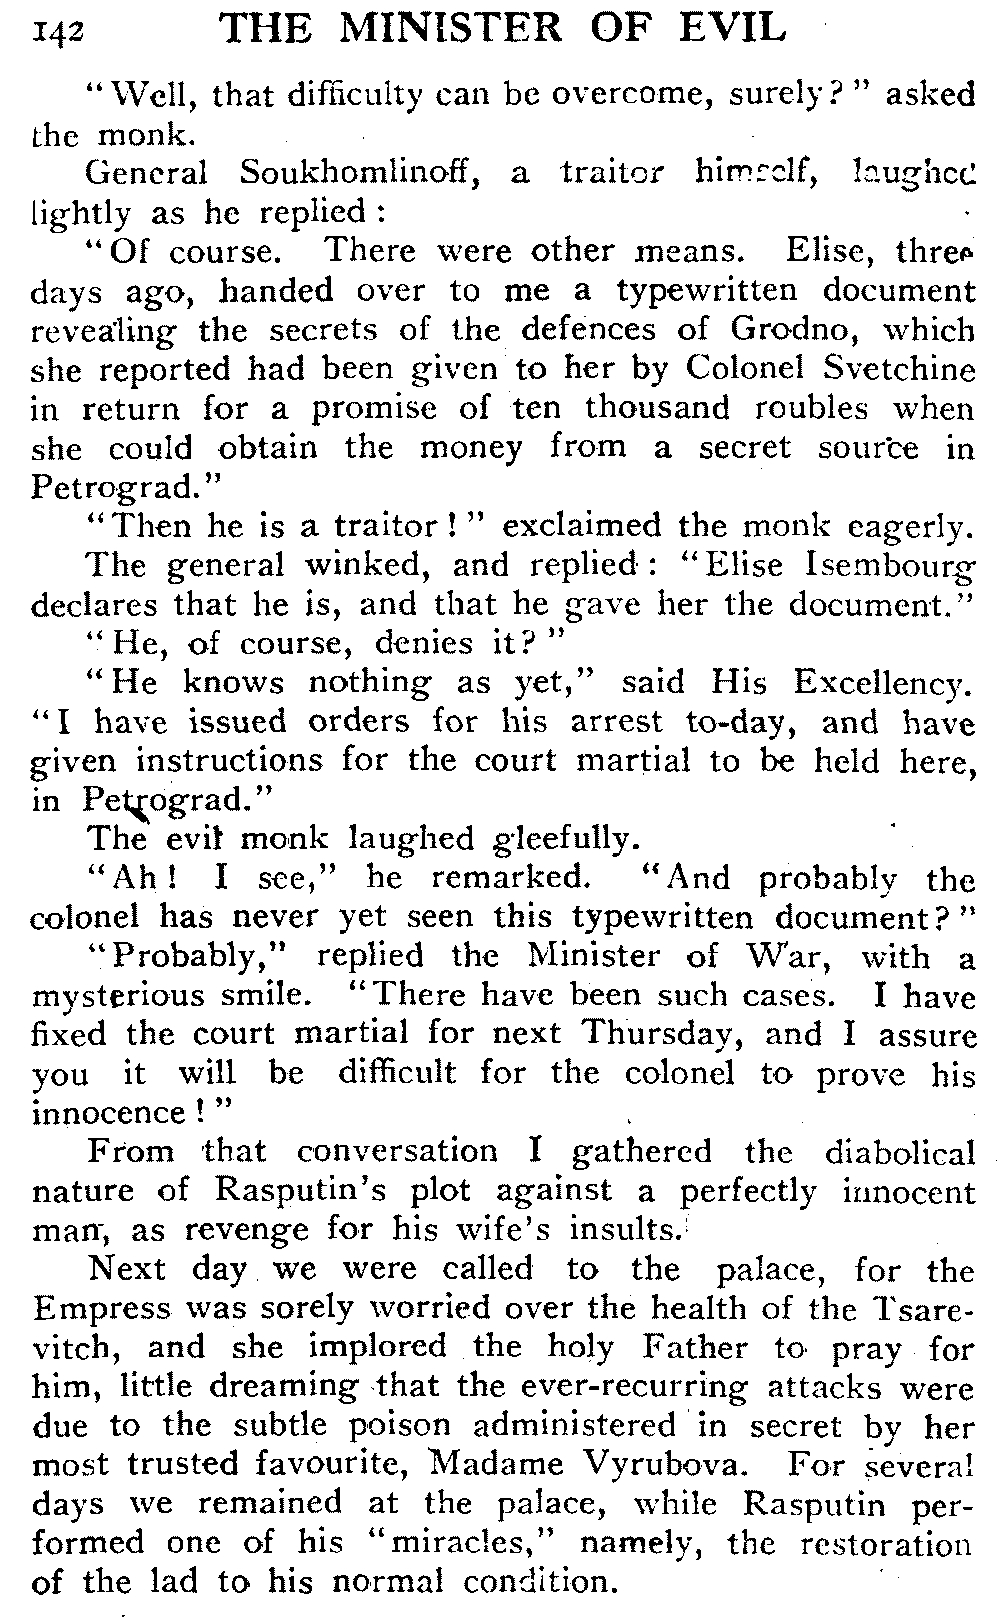 142 THE MINISTER OF EVIL
“Well, that difficulty can be overcome, surely?” asked
the monk.
General Soukhomlinoff, a traitor himself, laughed
lightly as he replied :
“Of course. There were other means. Elise, three
days ago, handed over to me a typewritten document
revealing the secrets of the defences of Grodno, which
she reported had been given to her by Colonel Svetchine
in return for a promise of ten thousand roubles when
she could obtain the money from a secret source in
Petrograd.”
“Then he is a traitor!” exclaimed the monk eagerly.
The general winked, and replied : “Elise Isembourg
declares that he is, and that he gave her the document.”
“He, of course, denies it?”
“He knows nothing as yet,” said His Excellency.
“I have issued orders for his arrest to-day, and have
given instructions for the court martial to be held here,
in Petrograd.”
The evil monk laughed gleefully.
“Ah! I see,” he remarked. “And probably the
colonel has never yet seen this typewritten document?”
“Probably,” replied the Minister of War, with a
mysterious smile. “There have been such cases. I have
fixed the court martial for next Thursday, and I assure
you it will be difficult for the colonel to prove his
innocence!”
From that conversation I gathered the diabolical
nature of Rasputin's plot against a perfectly innocent
man, as revenge for his wife's insults.
Next day we were called to the palace, for the
Empress was sorely worried over the health of the Tsare-
vitch, and she implored the holy Father to pray for
him, little dreaming that the ever-recurring attacks were
due to the subtle poison administered in secret by her
most trusted favourite, Madame Vyrubova. For several
days we remained at the palace, while Rasputin per-
formed one of his “miracles,” namely, the restoration
of the lad to his normal condition.